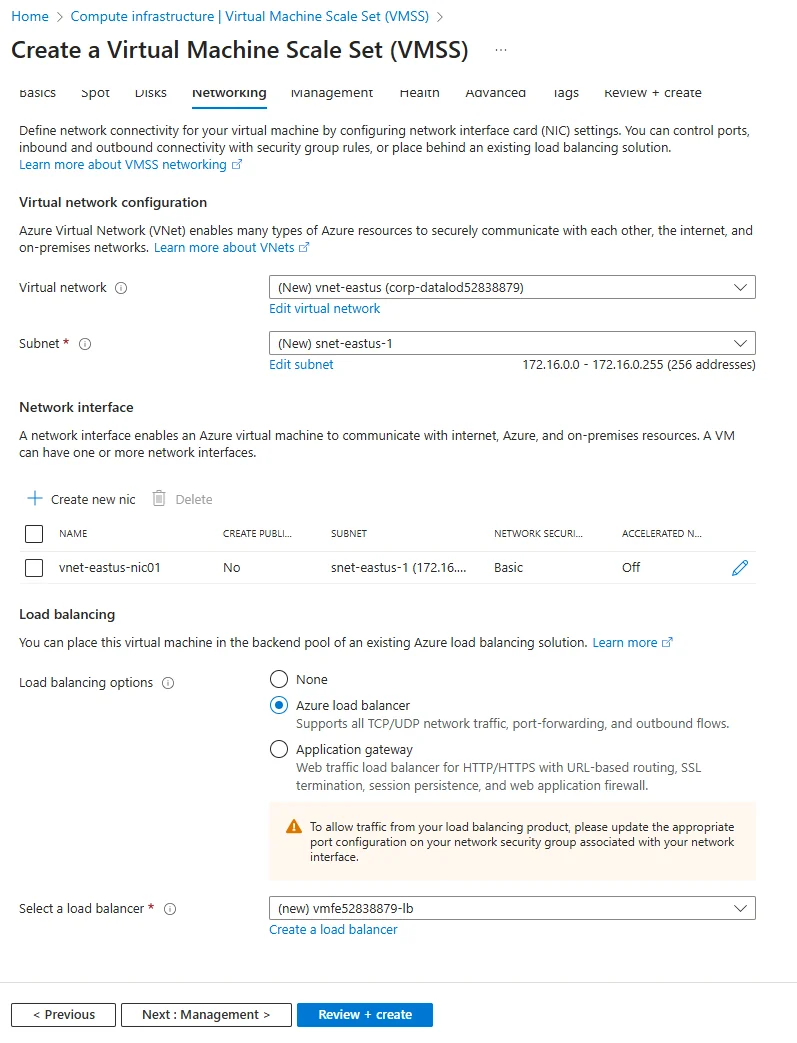 Home > Compute infrastructure | Virtual Machine Scale Set (VMSS) >
Create a Virtual Machine Scale Set (VMSS) ...
Basics Spot Disks Networking Management Health Advanced Tags Review + create
Define network connectivity for your virtual machine by configuring network interface card (NIC) settings. You can control ports,
inbound and outbound connectivity with security group rules, or place behind an existing load balancing solution.
Learn more about VMSS networking
Virtual network configuration
Azure Virtual Network (VNet) enables many types of Azure resources to securely communicate with each other, the internet, and
on-premises networks. Learn more about VNets
Virtual network (New) vnet-eastus (corp-datalod52838879)
Edit virtual network
Subnet * (New) snet-eastus-1
Edit subnet 172.16.0.0 - 172.16.0.255 (256 addresses)
Network interface
A network interface enables an Azure virtual machine to communicate with internet, Azure, and on-premises resources. A VM
can have one or more network interfaces.
+ Create new nic Delete
NAME CREATE PUBLI... SUBNET NETWORK SECURI... ACCELERATED N...
vnet-eastus-nic01 No snet-eastus-1 (172.16.... Basic Off
Load balancing
You can place this virtual machine in the backend pool of an existing Azure load balancing solution. Learn more
Load balancing options None
Azure load balancer
Supports all TCP/UDP network traffic, port-forwarding, and outbound flows.
Application gateway
Web traffic load balancer for HTTP/HTTPS with URL-based routing, SSL
termination, session persistence, and web application firewall.
To allow traffic from your load balancing product, please update the appropriate
port configuration on your network security group associated with your network
interface.
Select a load balancer * (new) vmfe52838879-lb
Create a load balancer
< Previous Next : Management > Review + create